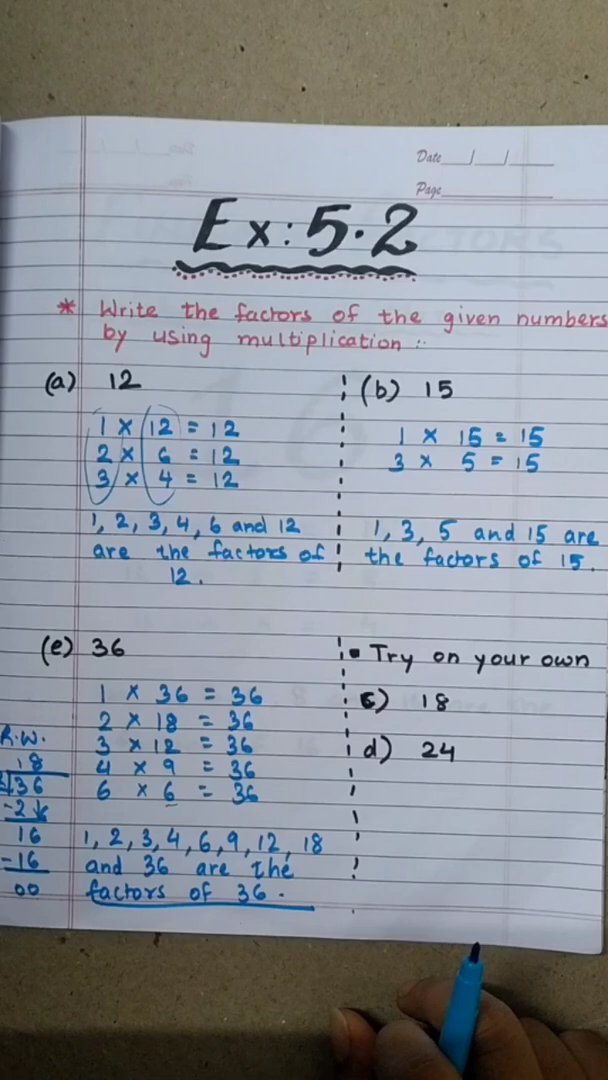 Date __/__/__
Page
Ex: 5.2
* Write the factors of the given numbers
by using multiplication :-
(a) 12
1 × 12 = 12
2 × 6 = 12
3 × 4 = 12
1, 2, 3, 4, 6 and 12
are the factors of
12.
(b) 15
1 × 15 = 15
3 × 5 = 15
1, 3, 5 and 15 are
the factors of 15.
(e) 36
1 × 36 = 36
2 × 18 = 36
3 × 12 = 36
4 × 9 = 36
6 × 6 = 36
1, 2, 3, 4, 6, 9, 12, 18
and 36 are the
factors of 36.
R.W.
18
36
-2↓
16
-16
00
• Try on your own
c) 18
d) 24